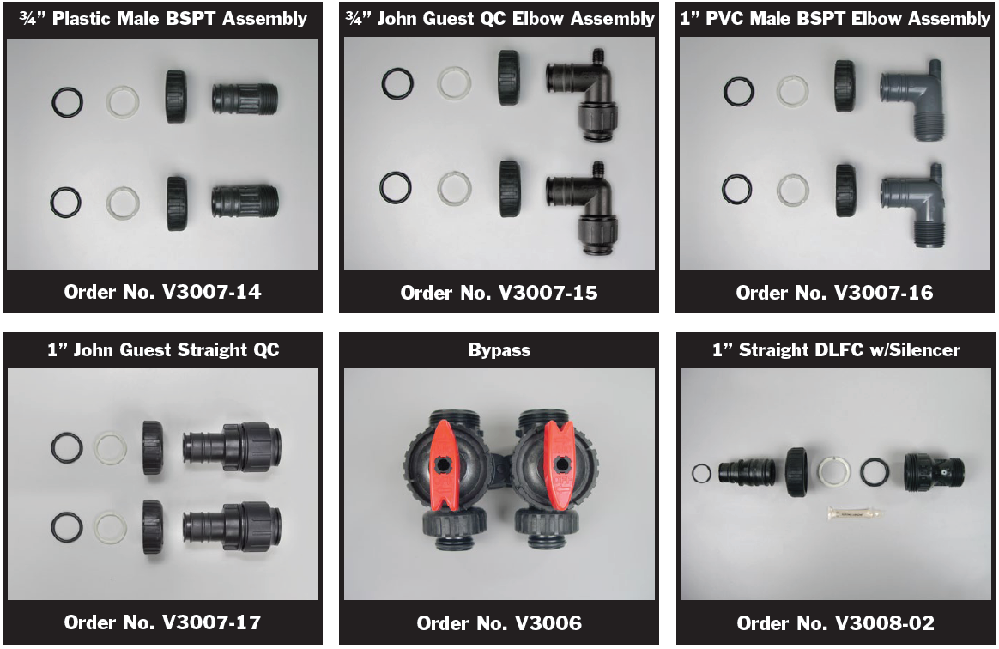 ¾” Plastic Male BSPT Assembly
¾” John Guest QC Elbow Assembly
1” PVC Male BSPT Elbow Assembly
Order No. V3007-14
Order No. V3007-15
Order No. V3007-16
1” John Guest Straight QC
Bypass
1” Straight DLFC w/Silencer
Order No. V3007-17
Order No. V3006
Order No. V3008-02